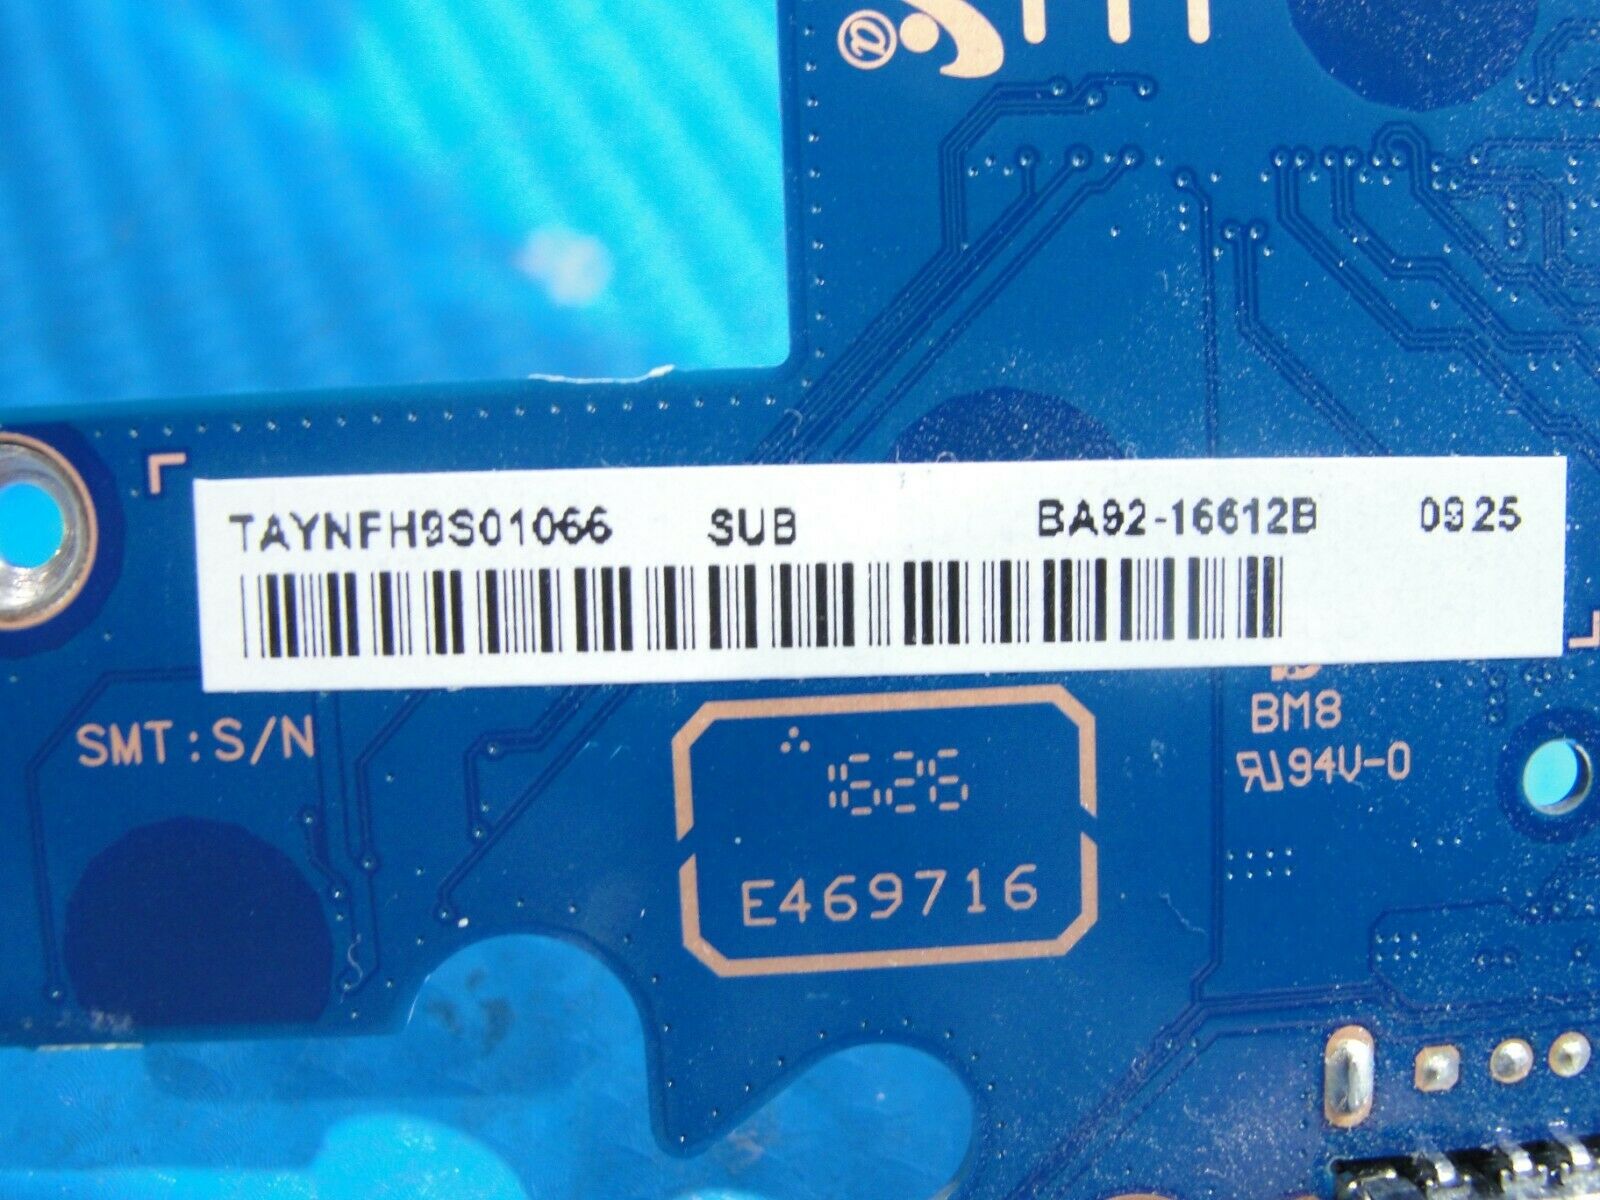 TAYNFH9S01066 SUB BA92-16612B 0925
SMT:S/N
BM8
94V-0
1626
E469716